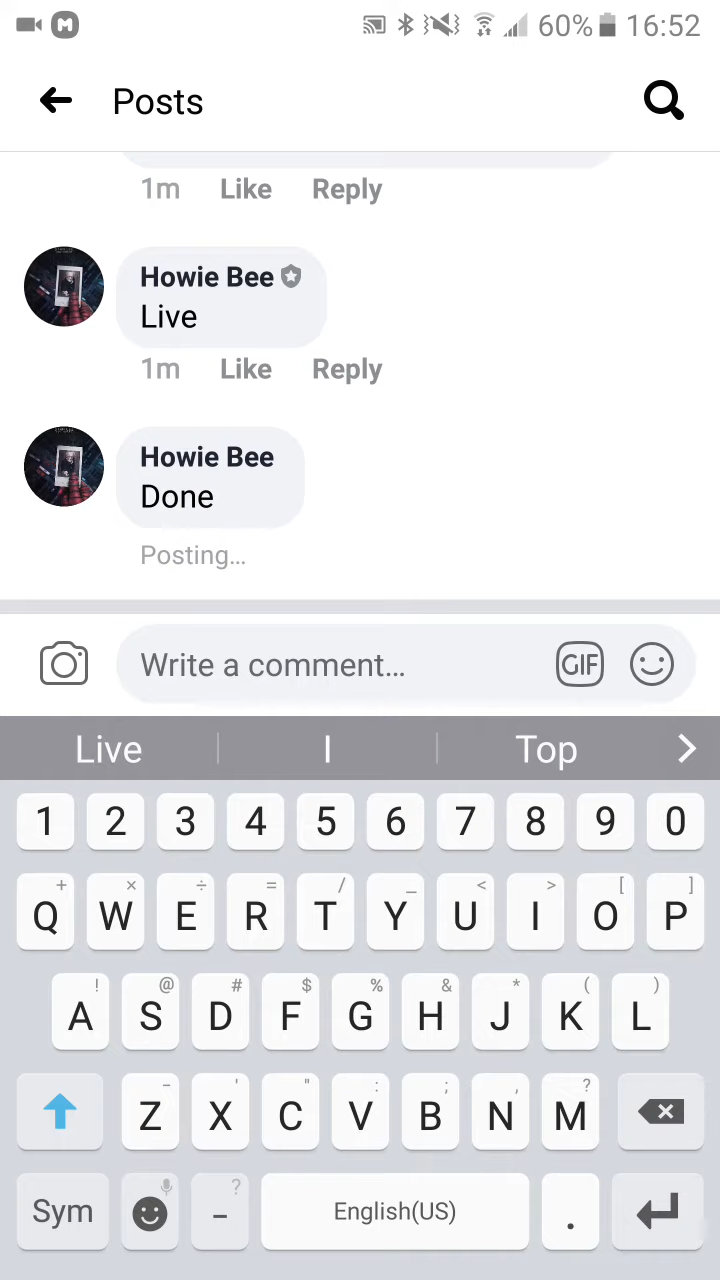 60% 16:52
Posts
1m Like Reply
Howie Bee
Live
1m Like Reply
Howie Bee
Done
Posting...
Write a comment... GIF
Live I Top
1 2 3 4 5 6 7 8 9 0
+ × ÷ = / _ < > [ ]
Q W E R T Y U I O P
! @ # $ % & * ( )
A S D F G H J K L
- ' " : ; , ?
Z X C V B N M
?
Sym - English(US) .